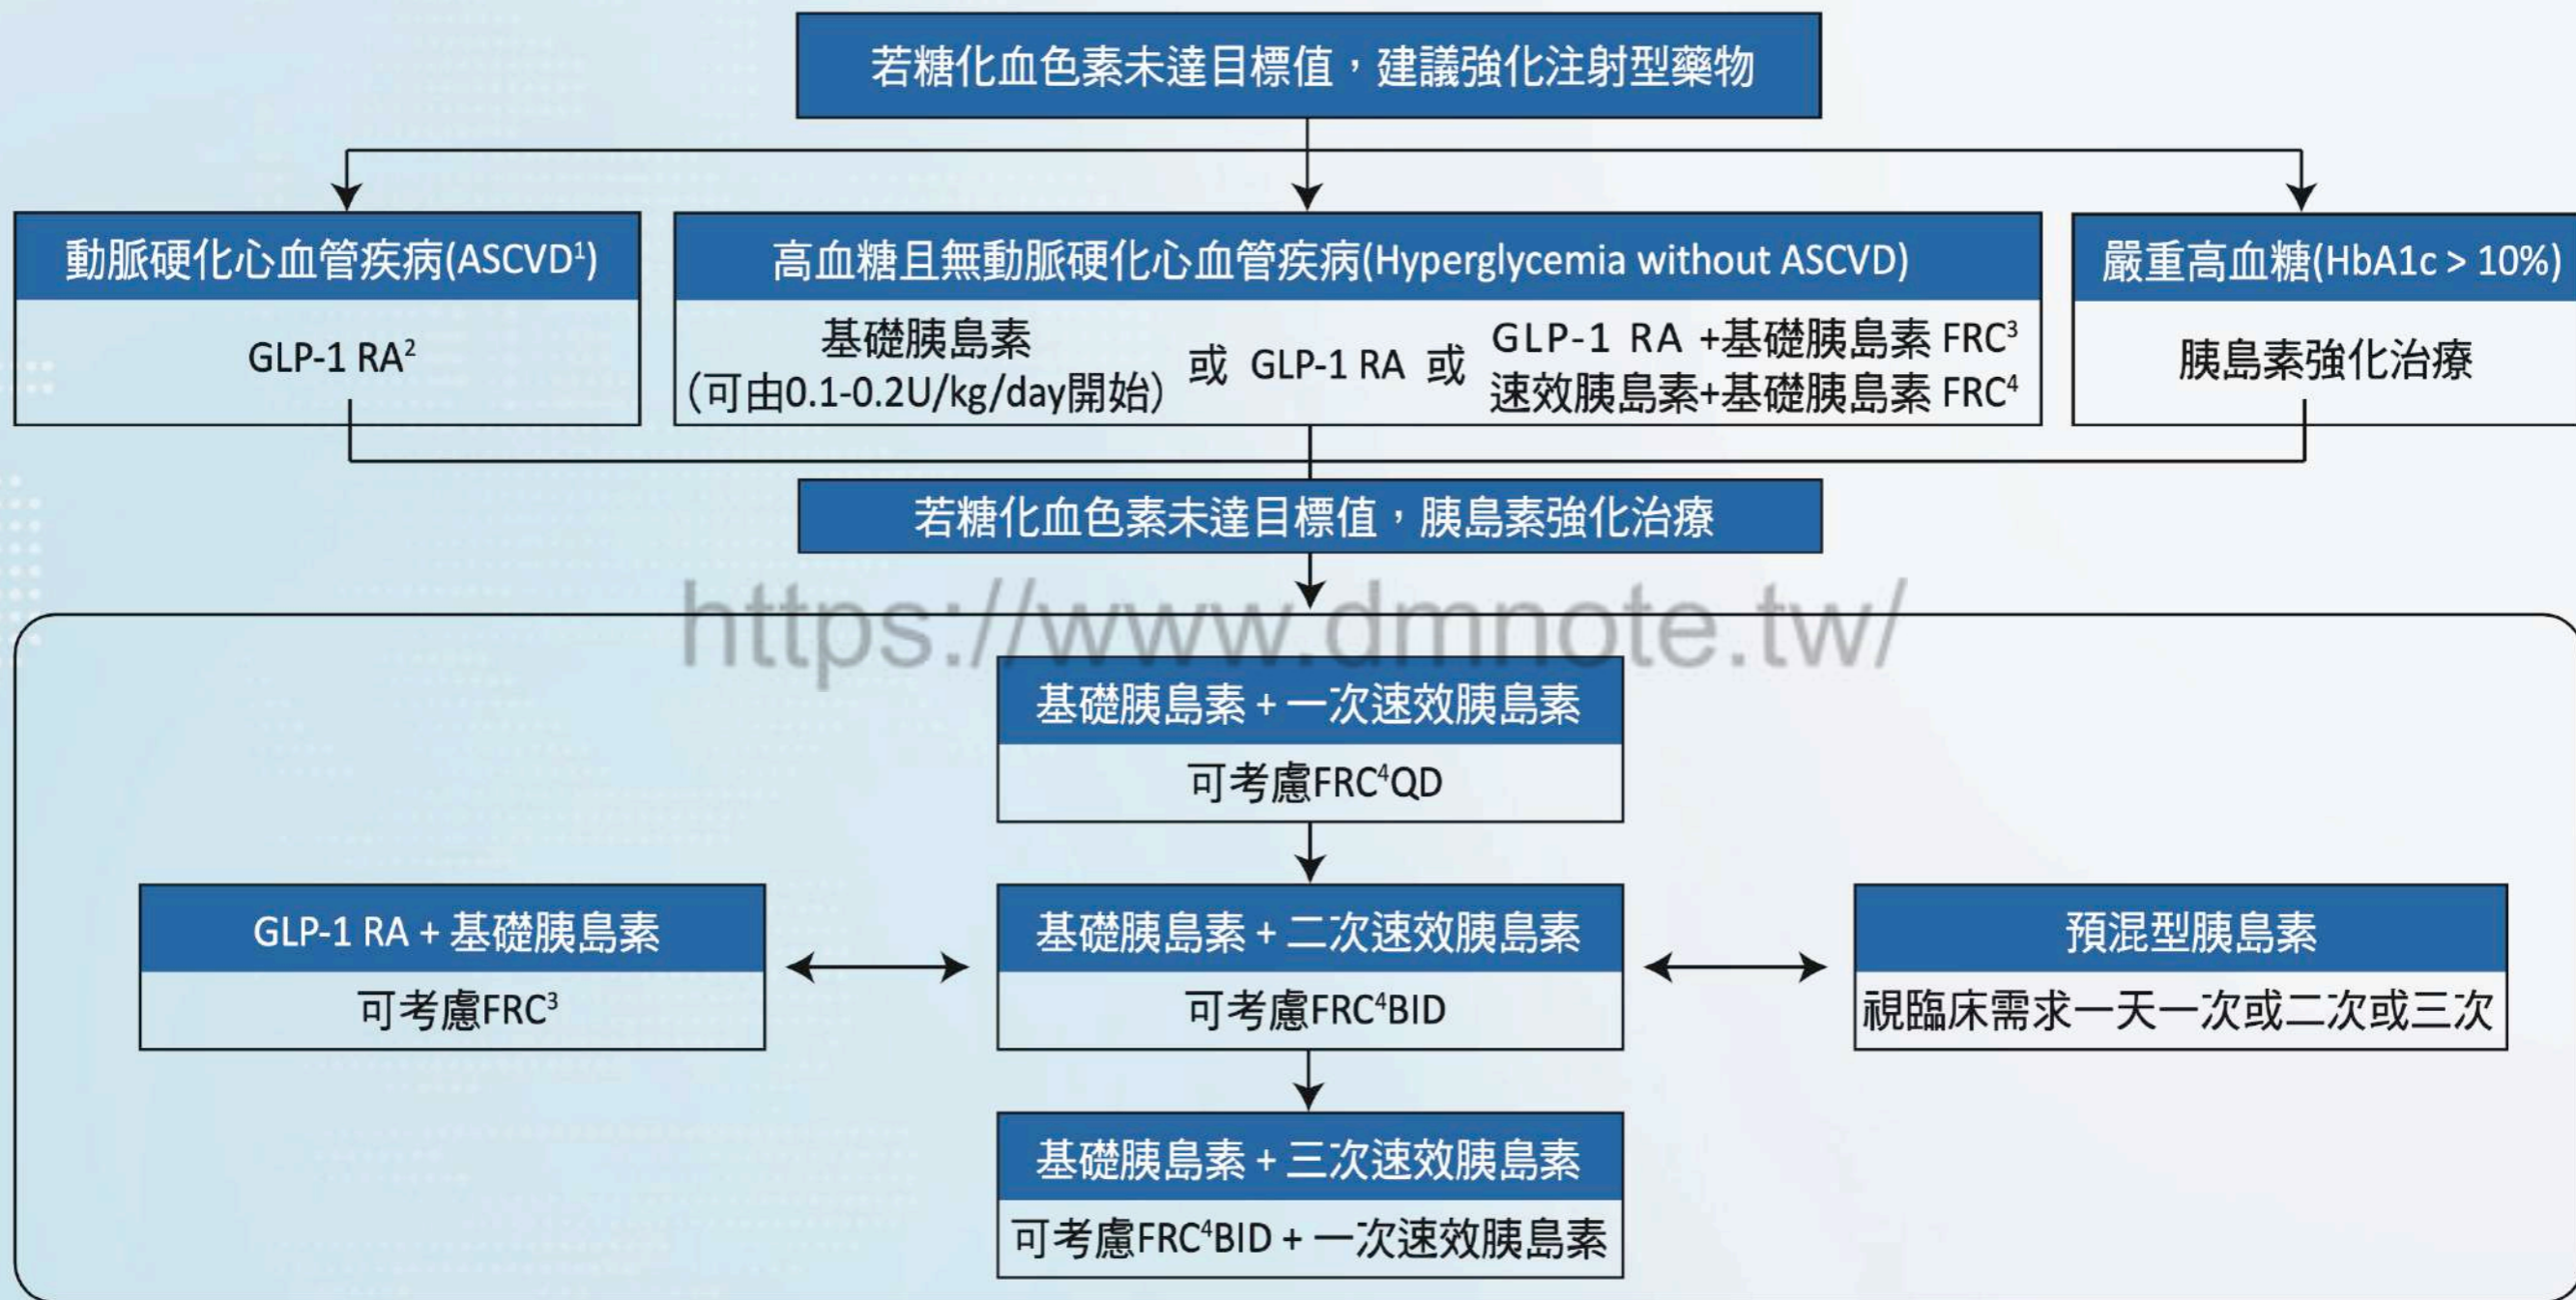 若糖化血色素未達目標值，建議強化注射型藥物
動脈硬化心血管疾病(ASCVD¹)
GLP-1 RA²
高血糖且無動脈硬化心血管疾病(Hyperglycemia without ASCVD)
基礎胰島素
（可由0.1-0.2U/kg/day開始）
或 GLP-1 RA 或
GLP-1 RA +基礎胰島素 FRC³
速效胰島素+基礎胰島素 FRC⁴
嚴重高血糖(HbA1c > 10%)
胰島素強化治療
若糖化血色素未達目標值，胰島素強化治療
https://www.dmnote.tw/
基礎胰島素 + 一次速效胰島素
可考慮FRC⁴QD
GLP-1 RA + 基礎胰島素
可考慮FRC³
基礎胰島素 + 二次速效胰島素
可考慮FRC⁴BID
預混型胰島素
視臨床需求一天一次或二次或三次
基礎胰島素 + 三次速效胰島素
可考慮FRC⁴BID + 一次速效胰島素